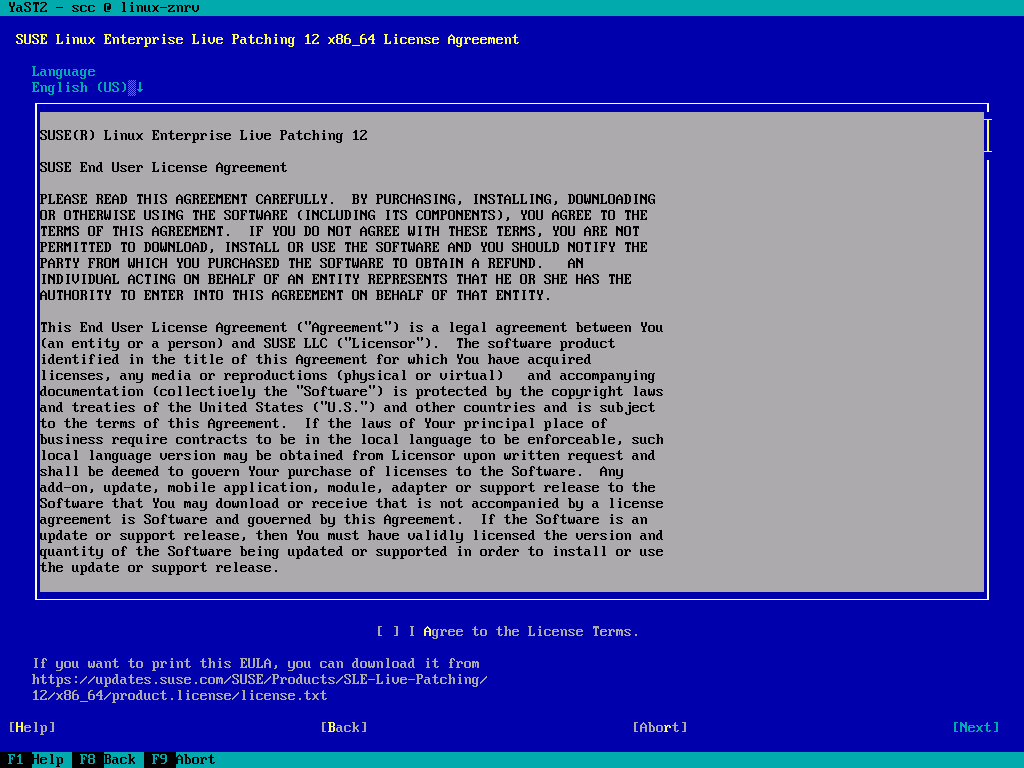 YaST2 - scc @ linux-znrv
SUSE Linux Enterprise Live Patching 12 x86_64 License Agreement
Language
English (US)▒↓
SUSE(R) Linux Enterprise Live Patching 12
SUSE End User License Agreement
PLEASE READ THIS AGREEMENT CAREFULLY.  BY PURCHASING, INSTALLING, DOWNLOADING
OR OTHERWISE USING THE SOFTWARE (INCLUDING ITS COMPONENTS), YOU AGREE TO THE
TERMS OF THIS AGREEMENT.  IF YOU DO NOT AGREE WITH THESE TERMS, YOU ARE NOT
PERMITTED TO DOWNLOAD, INSTALL OR USE THE SOFTWARE AND YOU SHOULD NOTIFY THE
PARTY FROM WHICH YOU PURCHASED THE SOFTWARE TO OBTAIN A REFUND.   AN
INDIVIDUAL ACTING ON BEHALF OF AN ENTITY REPRESENTS THAT HE OR SHE HAS THE
AUTHORITY TO ENTER INTO THIS AGREEMENT ON BEHALF OF THAT ENTITY.
This End User License Agreement ("Agreement") is a legal agreement between You
(an entity or a person) and SUSE LLC ("Licensor").  The software product
identified in the title of this Agreement for which You have acquired
licenses, any media or reproductions (physical or virtual)   and accompanying
documentation (collectively the "Software") is protected by the copyright laws
and treaties of the United States ("U.S.") and other countries and is subject
to the terms of this Agreement.  If the laws of Your principal place of
business require contracts to be in the local language to be enforceable, such
local language version may be obtained from Licensor upon written request and
shall be deemed to govern Your purchase of licenses to the Software.  Any
add-on, update, mobile application, module, adapter or support release to the
Software that You may download or receive that is not accompanied by a license
agreement is Software and governed by this Agreement.  If the Software is an
update or support release, then You must have validly licensed the version and
quantity of the Software being updated or supported in order to install or use
the update or support release.
[ ] I Agree to the License Terms.
If you want to print this EULA, you can download it from
https://updates.suse.com/SUSE/Products/SLE-Live-Patching/
12/x86_64/product.license/license.txt
[Help] [Back] [Abort] [Next]
F1 Help F8 Back F9 Abort